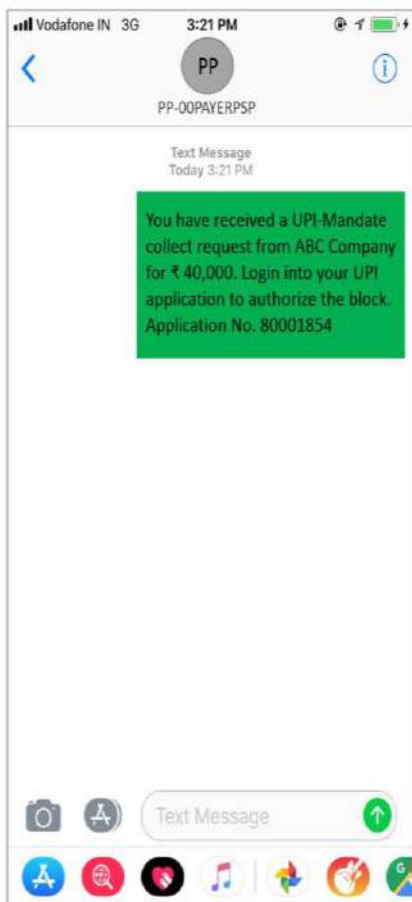 Vodafone IN 3G 3:21 PM
PP
PP-00PAYERPSP
Text Message
Today 3:21 PM
You have received a UPI-Mandate
collect request from ABC Company
for ₹ 40,000. Login into your UPI
application to authorize the block.
Application No. 80001854
Text Message